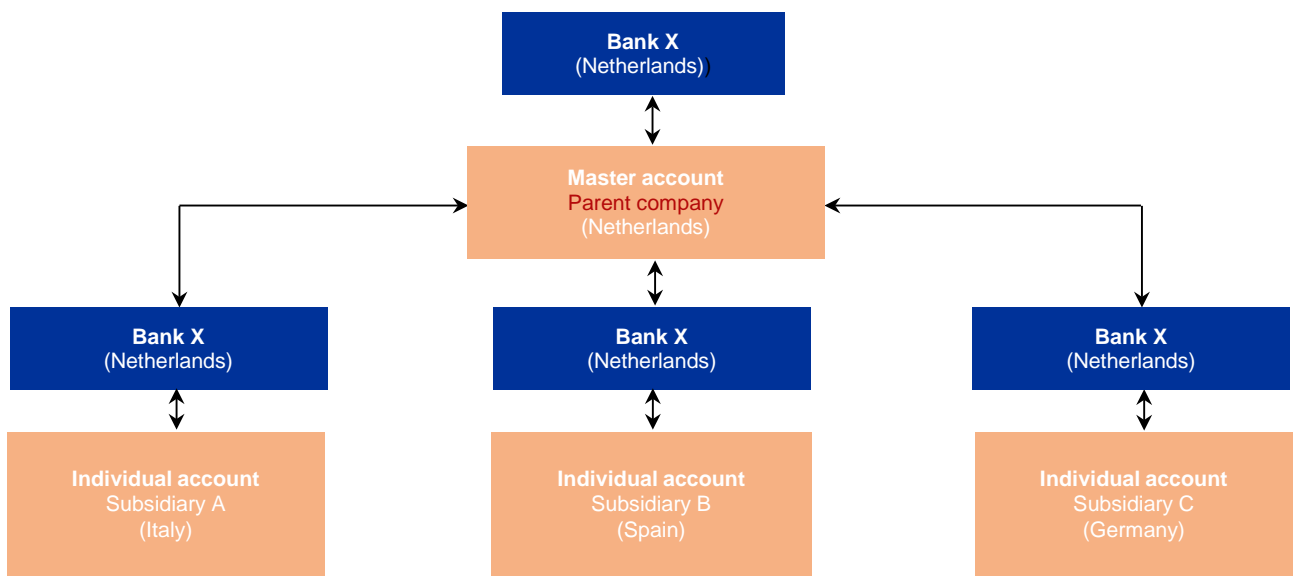 Bank X
(Netherlands))
Master account
Parent company
(Netherlands)
Bank X
(Netherlands)
Bank X
(Netherlands)
Bank X
(Netherlands)
Individual account
Subsidiary A
(Italy)
Individual account
Subsidiary B
(Spain)
Individual account
Subsidiary C
(Germany)